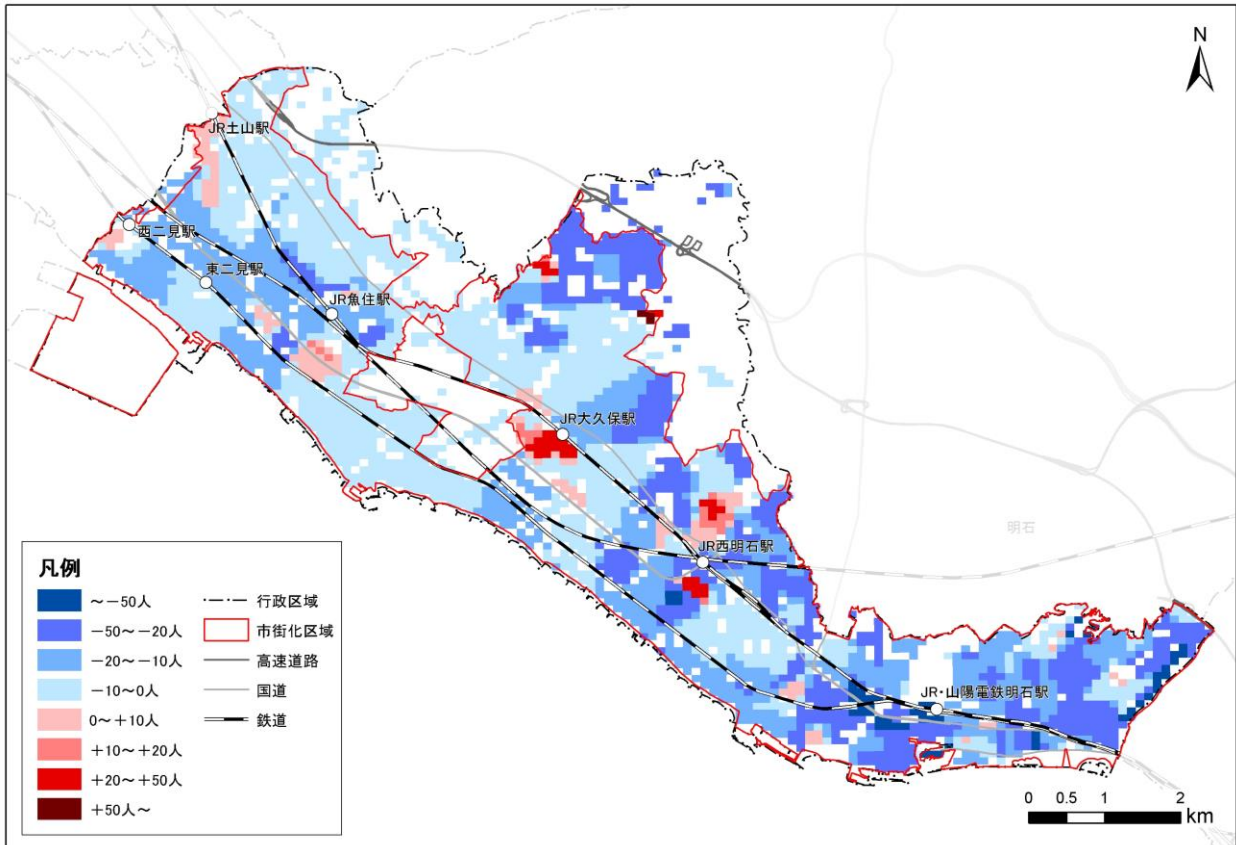 N
JR土山駅
西二見駅
東二見駅
JR魚住駅
JR大久保駅
明石
JR西明石駅
JR・山陽電鉄明石駅
凡例
～－50人
－50～－20人
－20～－10人
－10～0人
0～＋10人
＋10～＋20人
＋20～＋50人
＋50人～
行政区域
市街化区域
高速道路
国道
鉄道
0 0.5 1 2
km